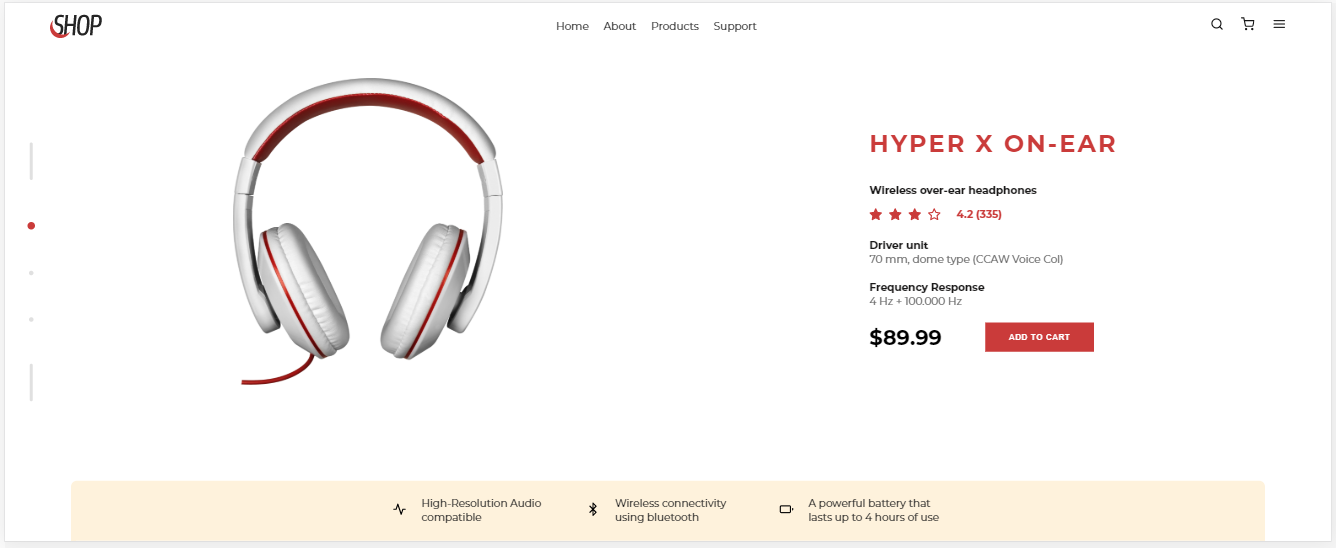 SHOP
Home About Products Support
HYPER X ON-EAR
Wireless over-ear headphones
4.2 (335)
Driver unit
70 mm, dome type (CCAW Voice Col)
Frequency Response
4 Hz + 100.000 Hz
$89.99 ADD TO CART
High-Resolution Audio
compatible
Wireless connectivity
using bluetooth
A powerful battery that
lasts up to 4 hours of use